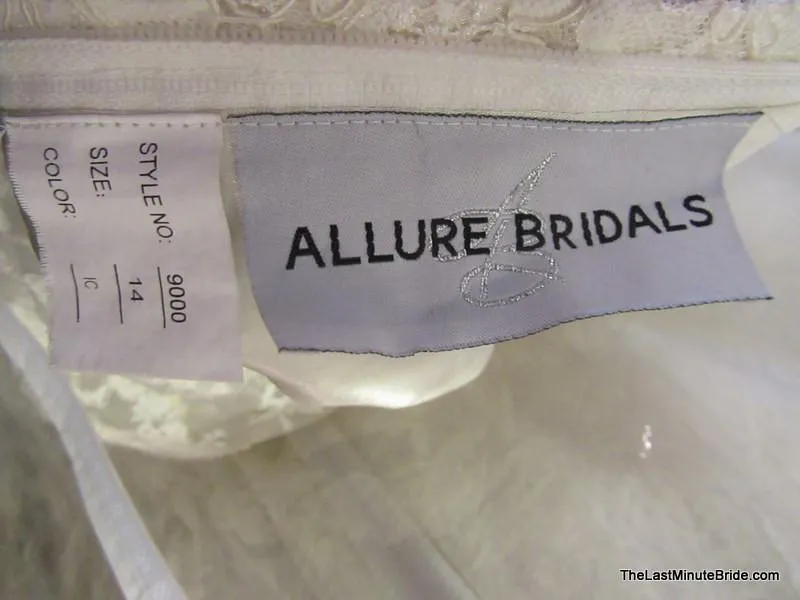 STYLE NO: 9000
SIZE: 14
COLOR: IC
ALLURE BRIDALS
TheLastMinuteBride.com